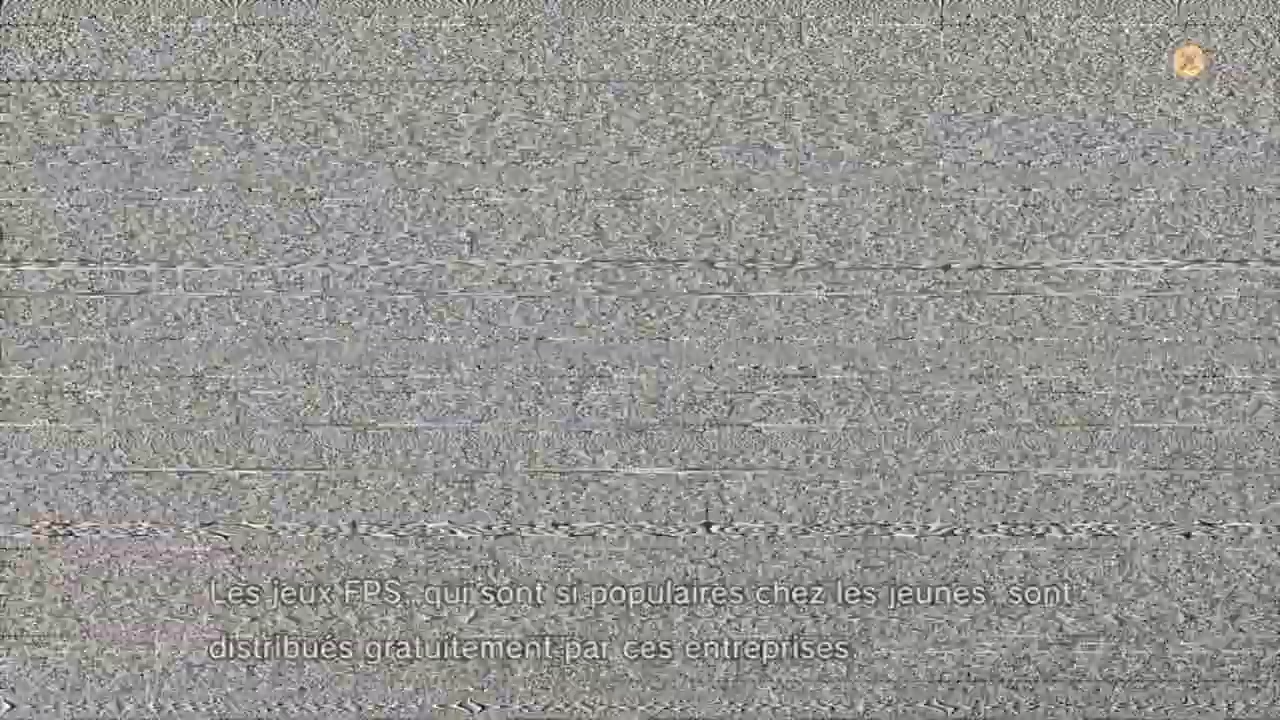 Les jeux FPS, qui sont si populaires chez les jeunes, sont
distribués gratuitement par ces entreprises.